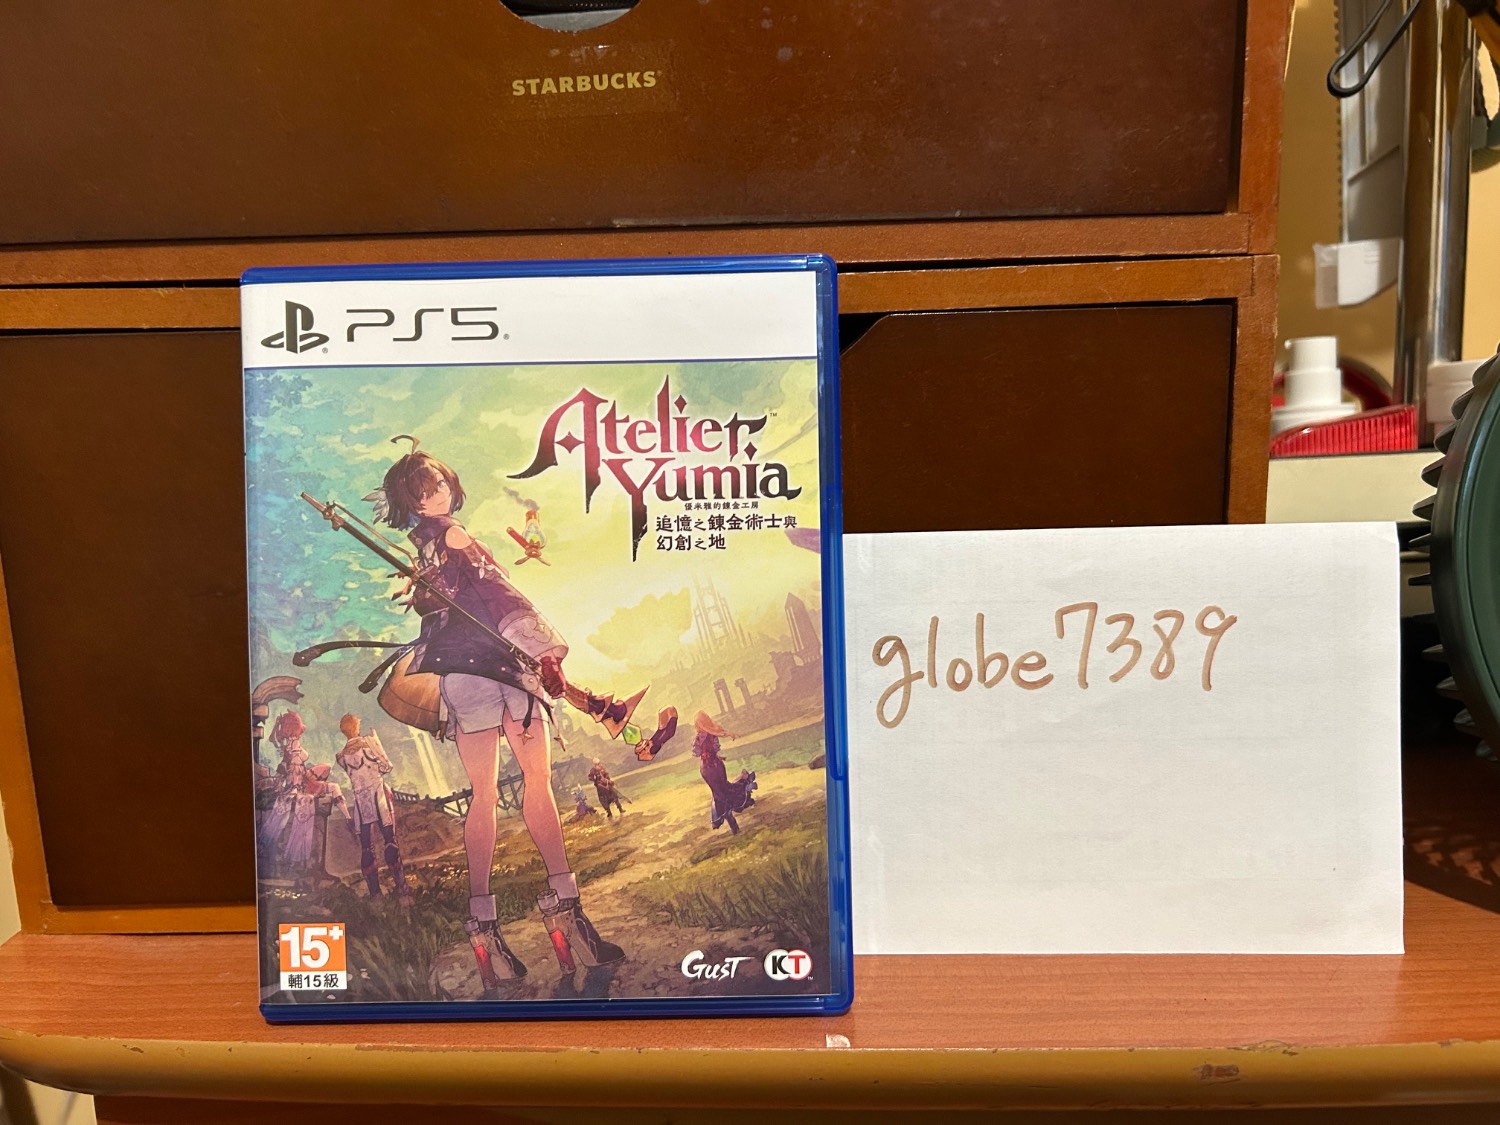 STARBUCKS
PS5
Atelier
Yumia
優米雅的鍊金工房
追憶之鍊金術士與
幻創之地
globe7389
15+
輔15級
GUST
KT